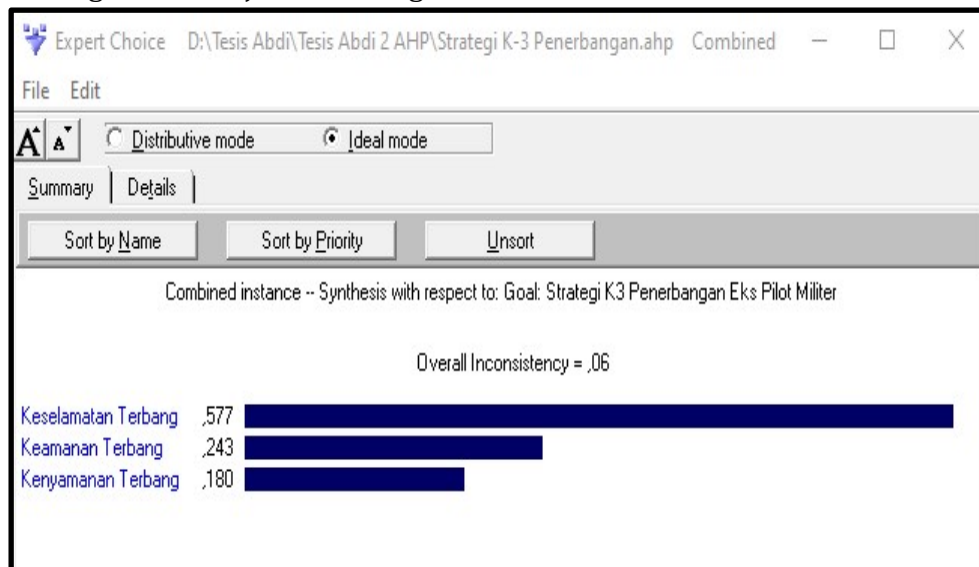 Expert Choice D:\Tesis Abdi\Tesis Abdi 2 AHP\Strategi K-3 Penerbangan.ahp Combined
File Edit
A A Distributive mode Ideal mode
Summary Details
Sort by Name Sort by Priority Unsort
Combined instance -- Synthesis with respect to: Goal: Strategi K3 Penerbangan Eks Pilot Militer
Overall Inconsistency = ,06
Keselamatan Terbang ,577
Keamanan Terbang ,243
Kenyamanan Terbang ,180